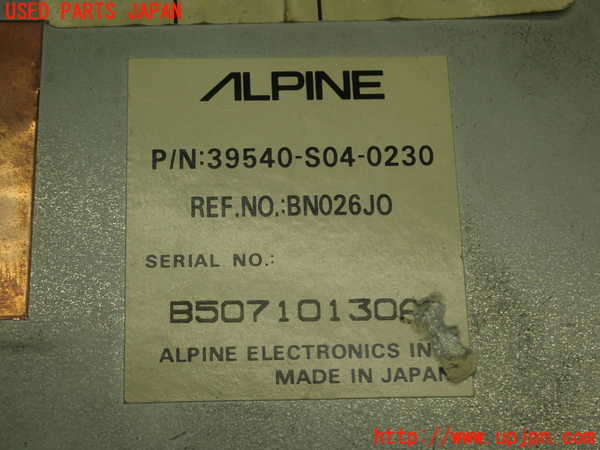 USED PARTS JAPAN
ALPINE
P/N:39540-S04-0230
REF.NO.:BN026JO
SERIAL NO.:
ALPINE ELECTRONICS IN
MADE IN JAPAN
http://www.upjpn.com